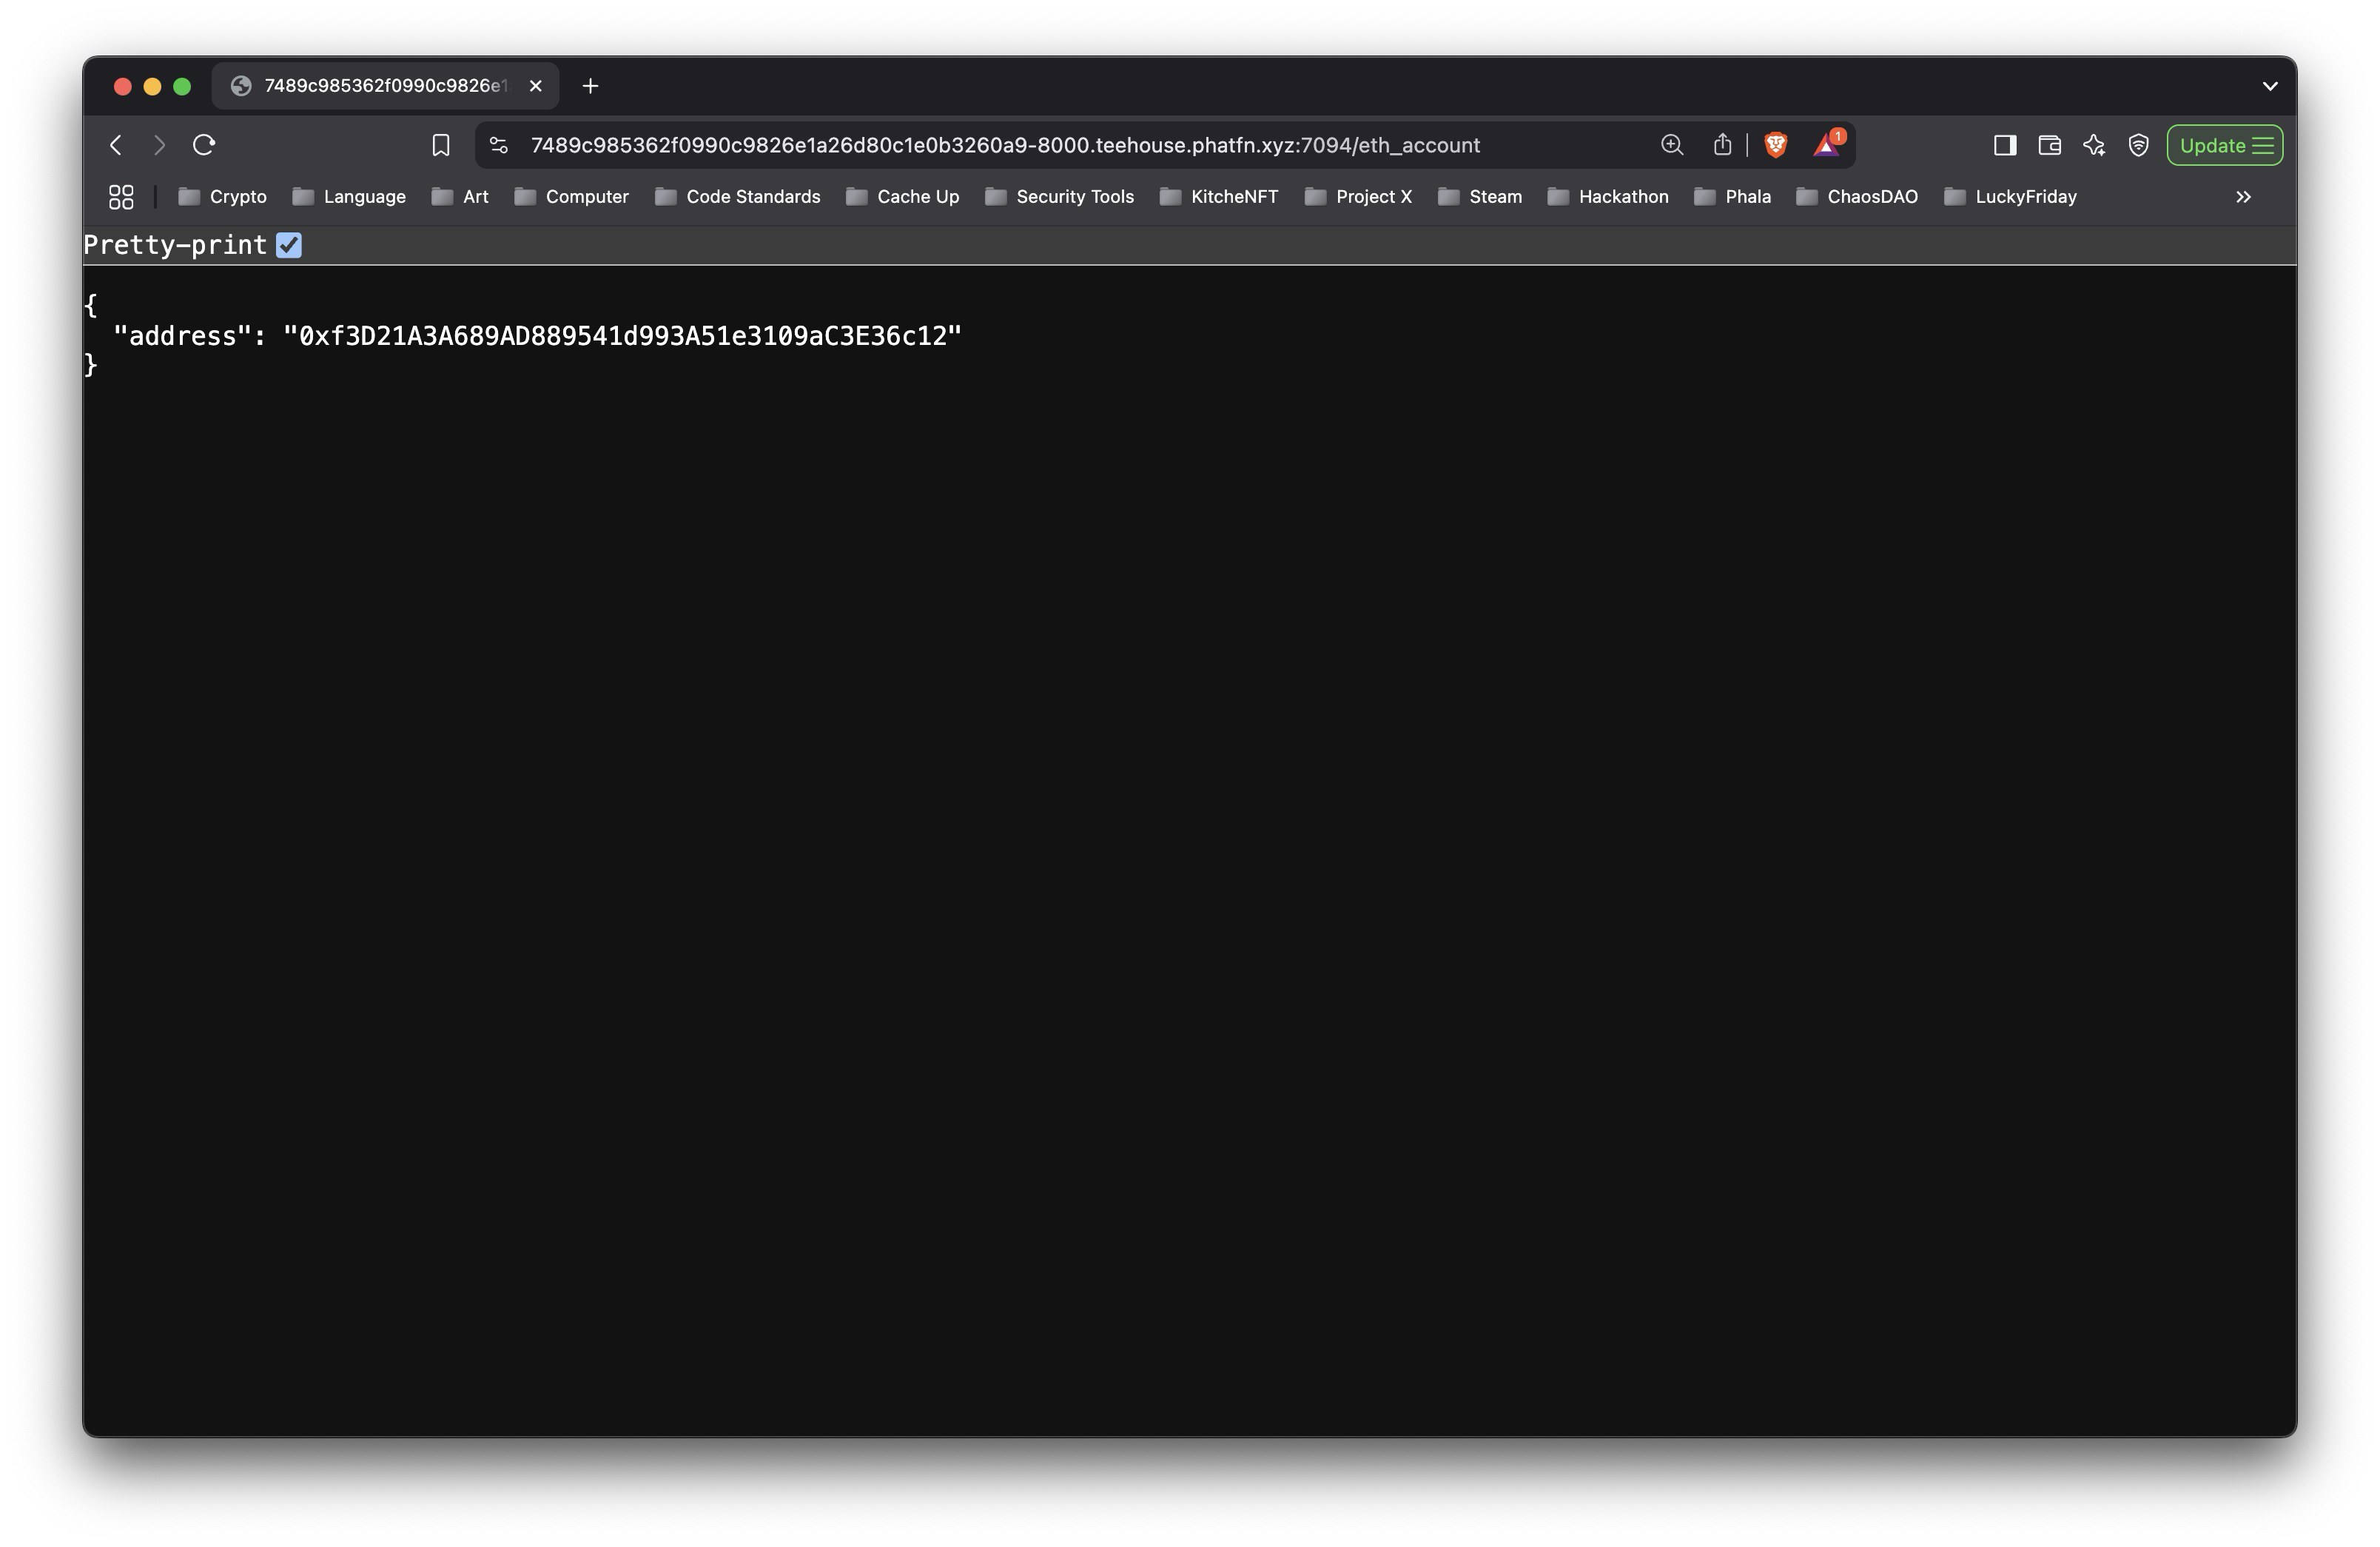 7489c985362f0990c9826e1
7489c985362f0990c9826e1a26d80c1e0b3260a9-8000.teehouse.phatfn.xyz:7094/eth_account
1
Update
Crypto Language Art Computer Code Standards Cache Up Security Tools KitcheNFT Project X Steam Hackathon Phala ChaosDAO LuckyFriday
Pretty-print
{
"address": "0xf3D21A3A689AD889541d993A51e3109aC3E36c12"
}